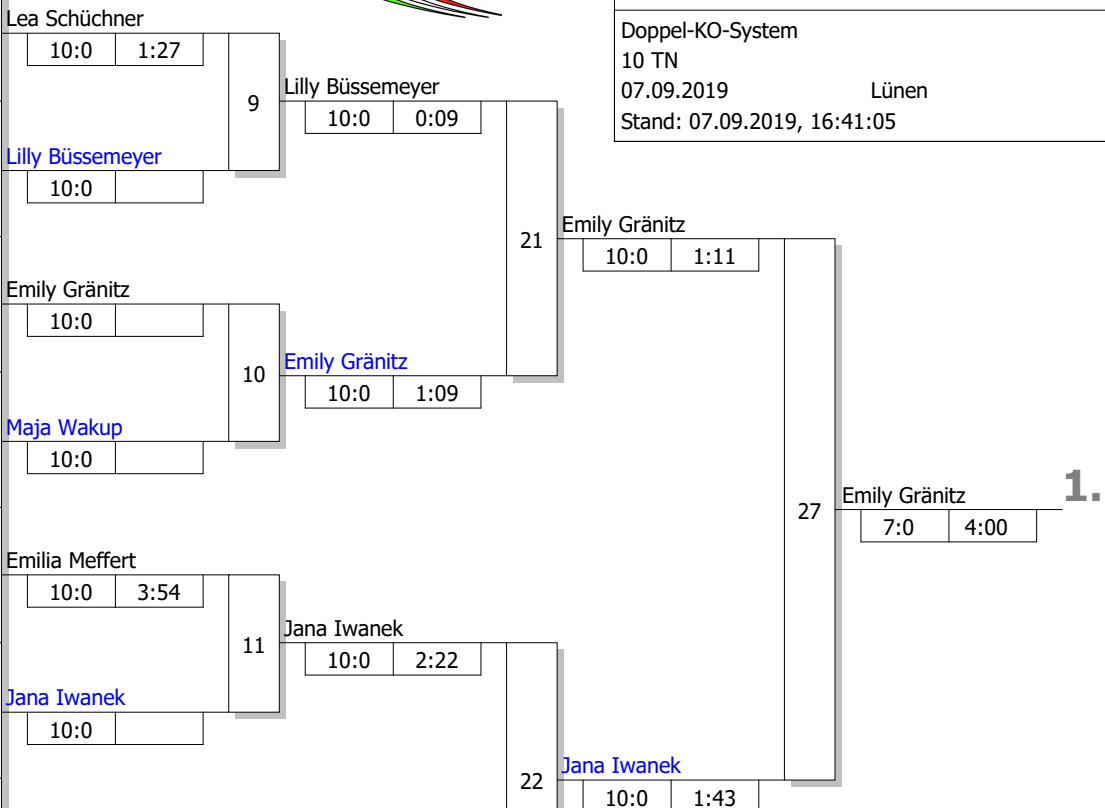 Lea Schüchner
10:0 1:27
Doppel-KO-System
10 TN
07.09.2019 Lünen
Stand: 07.09.2019, 16:41:05
9
Lilly Büssemeyer
10:0 0:09
Lilly Büssemeyer
10:0
21
Emily Gränitz
10:0 1:11
Emily Gränitz
10:0
10
Emily Gränitz
10:0 1:09
Maja Wakup
10:0
27
Emily Gränitz
7:0 4:00
1.
Emilia Meffert
10:0 3:54
11
Jana Iwanek
10:0 2:22
Jana Iwanek
10:0
22
Jana Iwanek
10:0 1:43